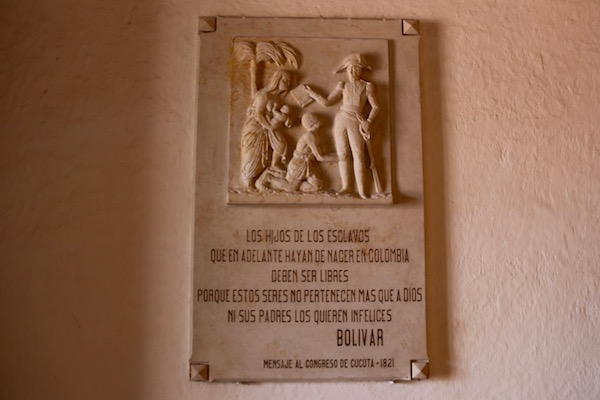 LOS HIJOS DE LOS ESCLAVOS
QUE EN ADELANTE HAYAN DE NACER EN COLOMBIA
DEBEN SER LIBRES
PORQUE ESTOS SERES NO PERTENECEN MAS QUE A DIOS
NI SUS PADRES LOS QUIEREN INFELICES
BOLIVAR
MENSAJE AL CONGRESO DE CUCUTA-1821